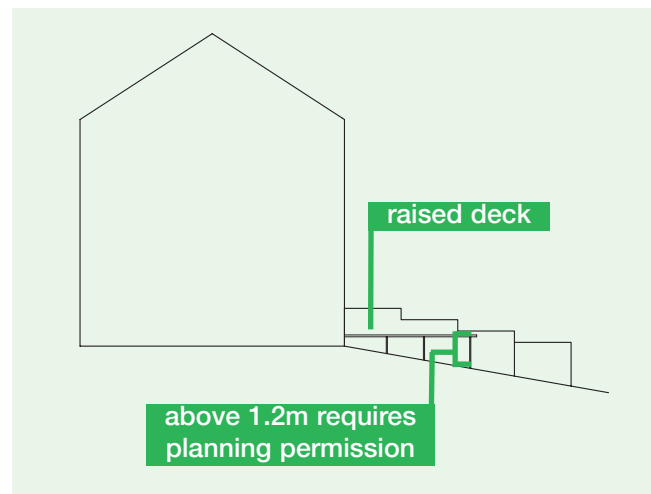 raised deck
above 1.2m requires
planning permission